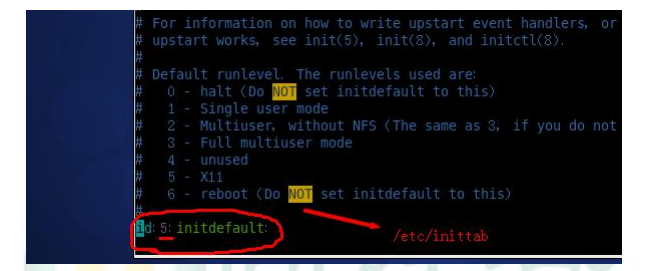 # For information on how to write upstart event handlers, or
# upstart works, see init(5), init(8), and initctl(8).
#
# Default runlevel. The runlevels used are:
#   0 - halt (Do NOT set initdefault to this)
#   1 - Single user mode
#   2 - Multiuser, without NFS (The same as 3, if you do not
#   3 - Full multiuser mode
#   4 - unused
#   5 - X11
#   6 - reboot (Do NOT set initdefault to this)
#
id:5:initdefault:
/etc/inittab